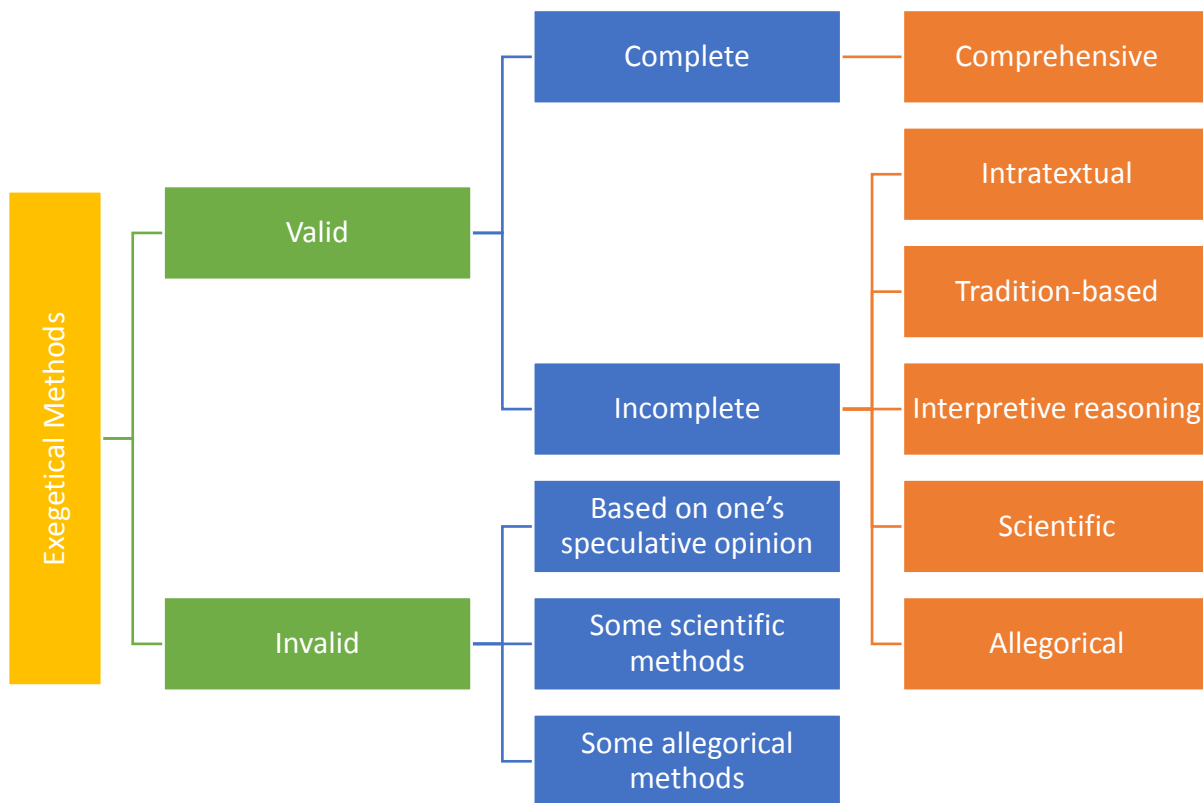 Exegetical Methods
Valid
Complete
Comprehensive
Incomplete
Intratextual
Tradition-based
Interpretive reasoning
Scientific
Allegorical
Invalid
Based on one’s
speculative opinion
Some scientific
methods
Some allegorical
methods